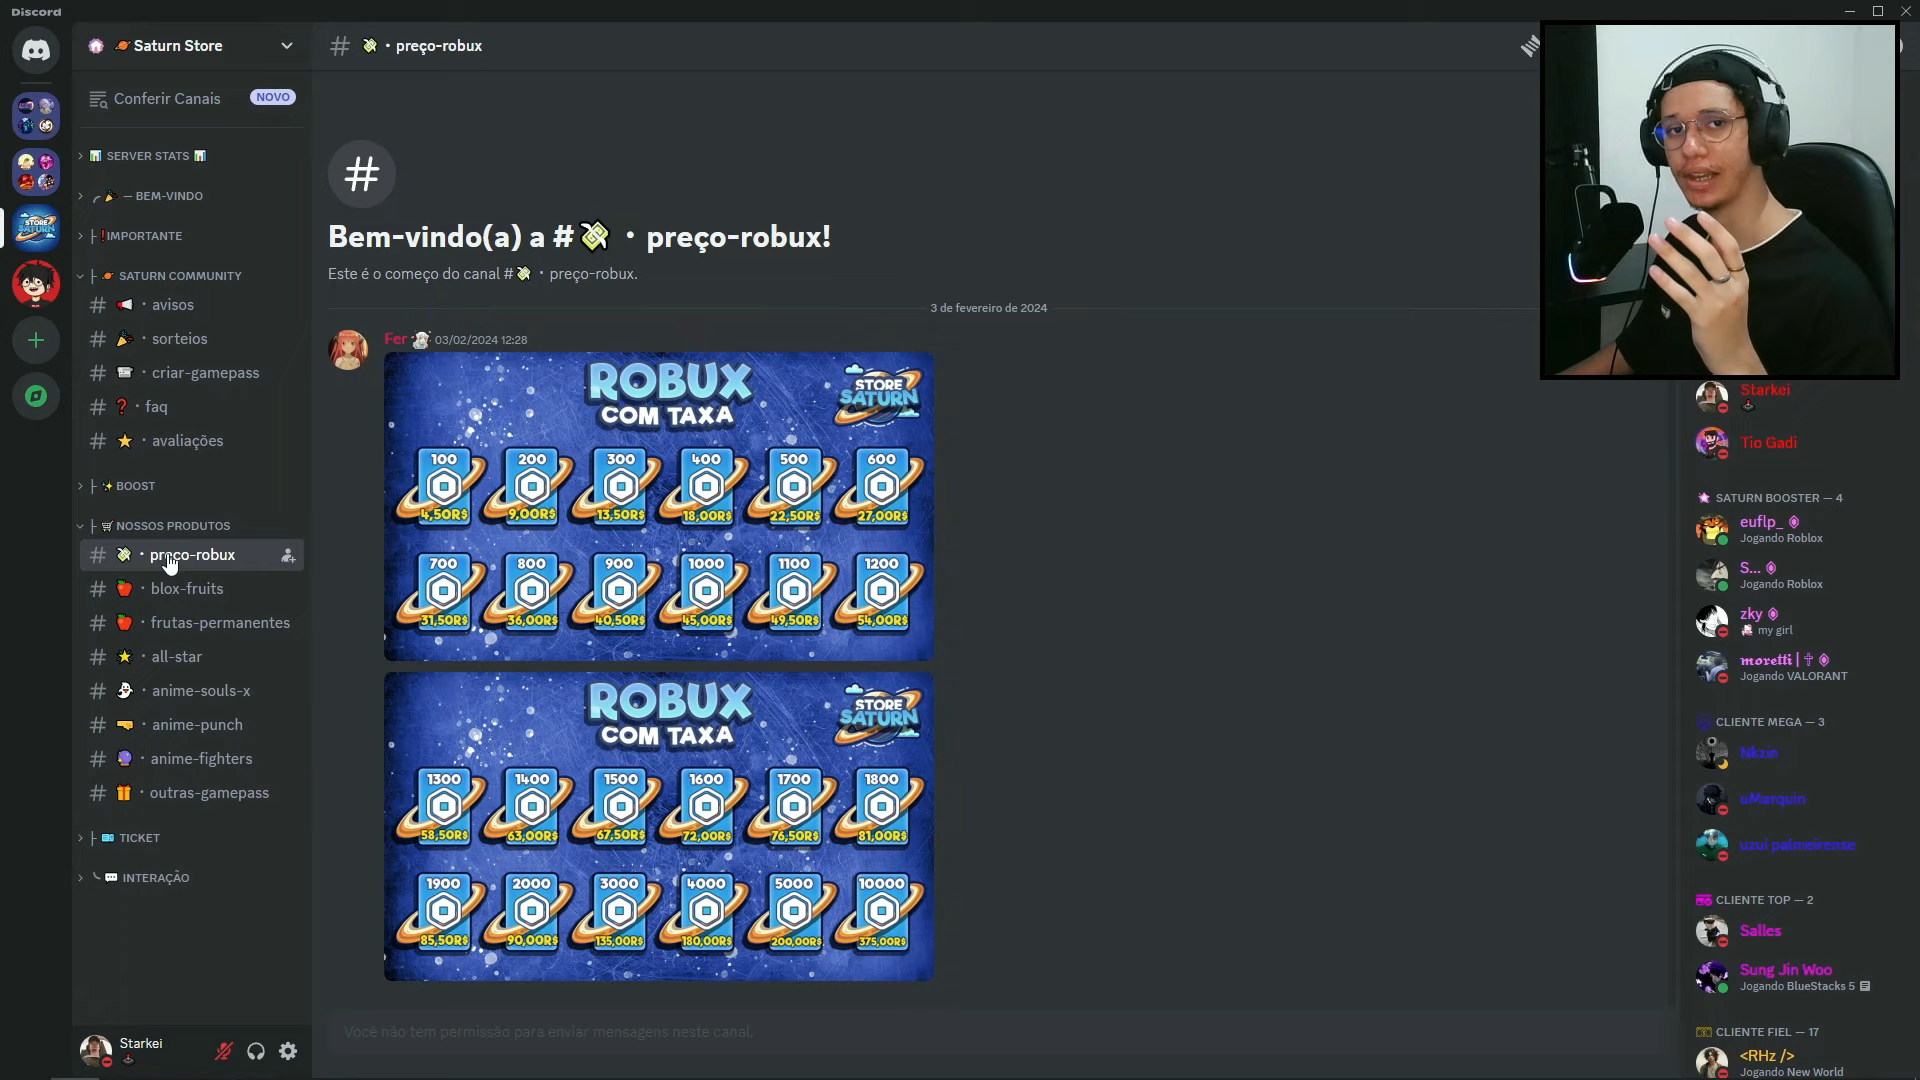 Discord
Saturn Store
Conferir Canais
NOVO
SERVER STATS
BEM-VINDO
IMPORTANTE
SATURN COMMUNITY
avisos
sorteios
criar-gamepass
faq
avaliações
BOOST
NOSSOS PRODUTOS
preço-robux
blox-fruits
frutas-permanentes
all-star
anime-souls-x
anime-punch
anime-fighters
outras-gamepass
TICKET
INTERAÇÃO
Starkei
# • preço-robux
Bem-vindo(a) a # • preço-robux!
Este é o começo do canal # • preço-robux.
3 de fevereiro de 2024
Fer 03/02/2024 12:28
ROBUX
COM TAXA
STORE
SATURN
100 200 300 400 500 600
4,50R$ 9,00R$ 13,50R$ 18,00R$ 22,50R$ 27,00R$
700 800 900 1000 1100 1200
31,50R$ 36,00R$ 40,50R$ 45,00R$ 49,50R$ 54,00R$
ROBUX
COM TAXA
STORE
SATURN
1300 1400 1500 1600 1700 1800
58,50R$ 63,00R$ 67,50R$ 72,00R$ 76,50R$ 81,00R$
1900 2000 3000 4000 5000 10000
85,50R$ 90,00R$ 135,00R$ 180,00R$ 200,00R$ 375,00R$
Você não tem permissão para enviar mensagens neste canal.
Starkei
Tio Gadi
SATURN BOOSTER — 4
euflp_
Jogando Roblox
S...
Jogando Roblox
zky
my girl
moretti | †
Jogando VALORANT
CLIENTE MEGA — 3
Nkzin
uMarquin
uzui palmeirense
CLIENTE TOP — 2
Salles
Sung Jin Woo
Jogando BlueStacks 5
CLIENTE FIEL — 17
<RHz />
Jogando New World